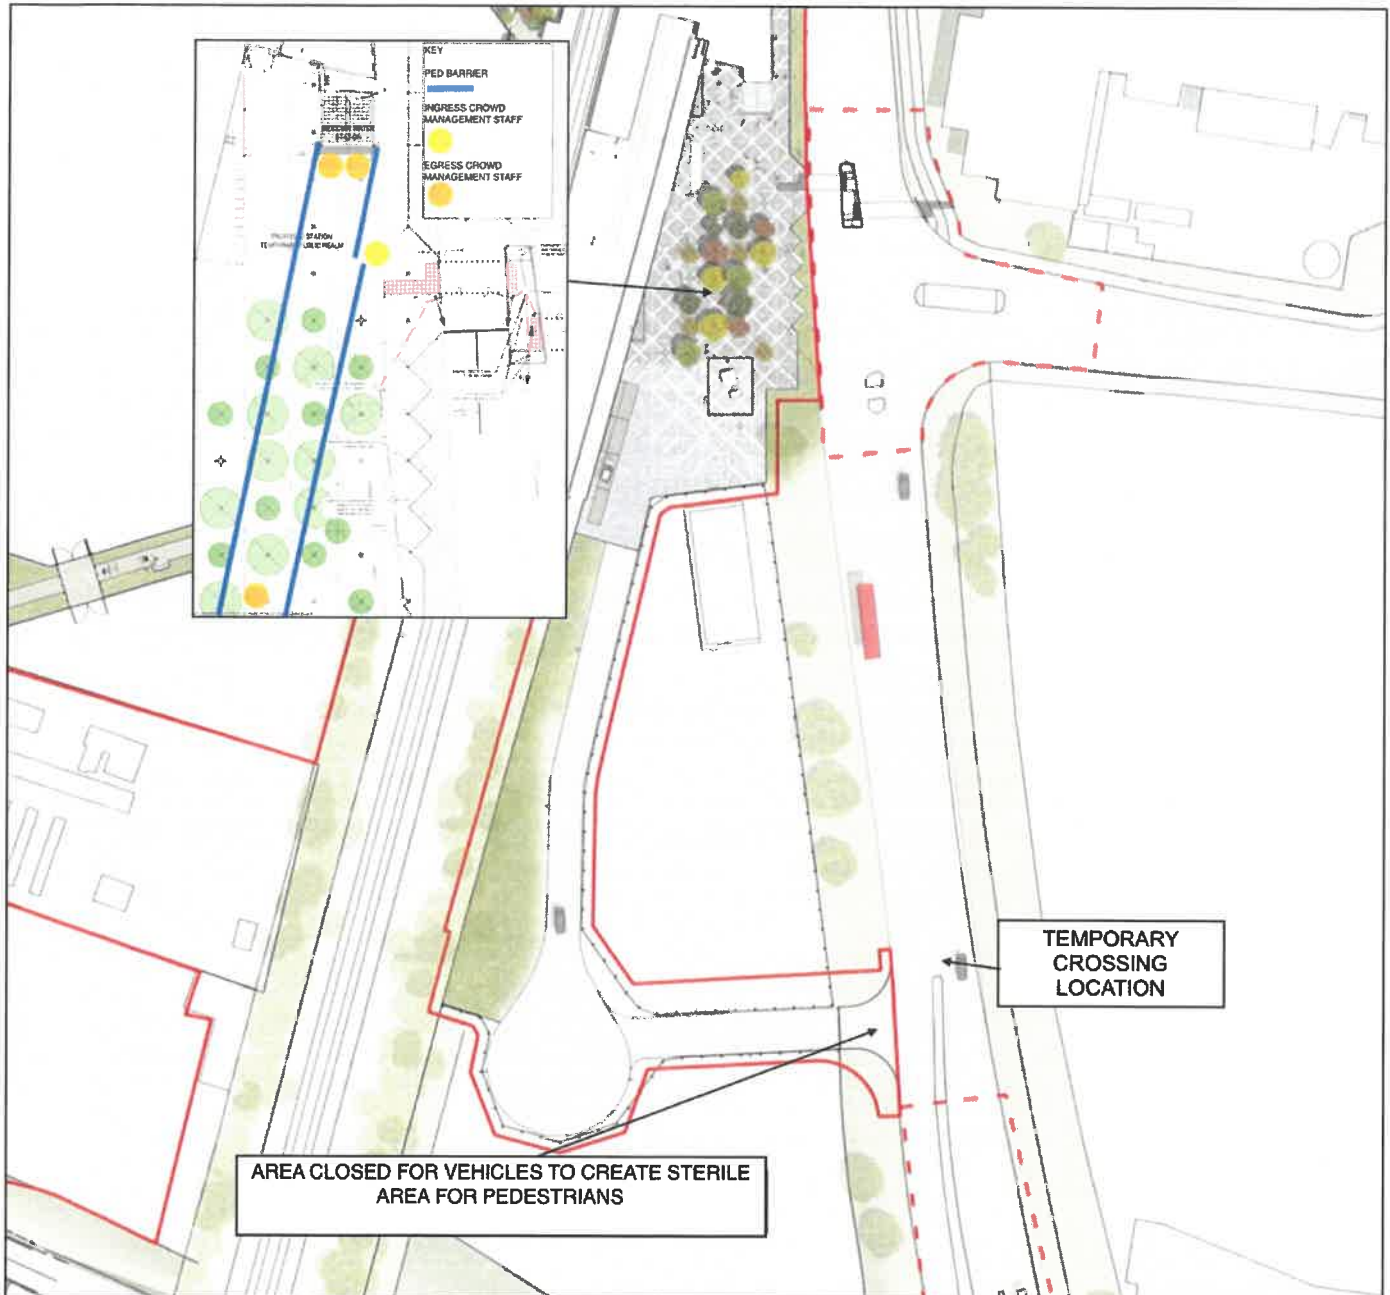 KEY
PED BARRIER
INGRESS CROWD
MANAGEMENT STAFF
EGRESS CROWD
MANAGEMENT STAFF
STATION
TEMPORARY
CROSSING
LOCATION
AREA CLOSED FOR VEHICLES TO CREATE STERILE
AREA FOR PEDESTRIANS